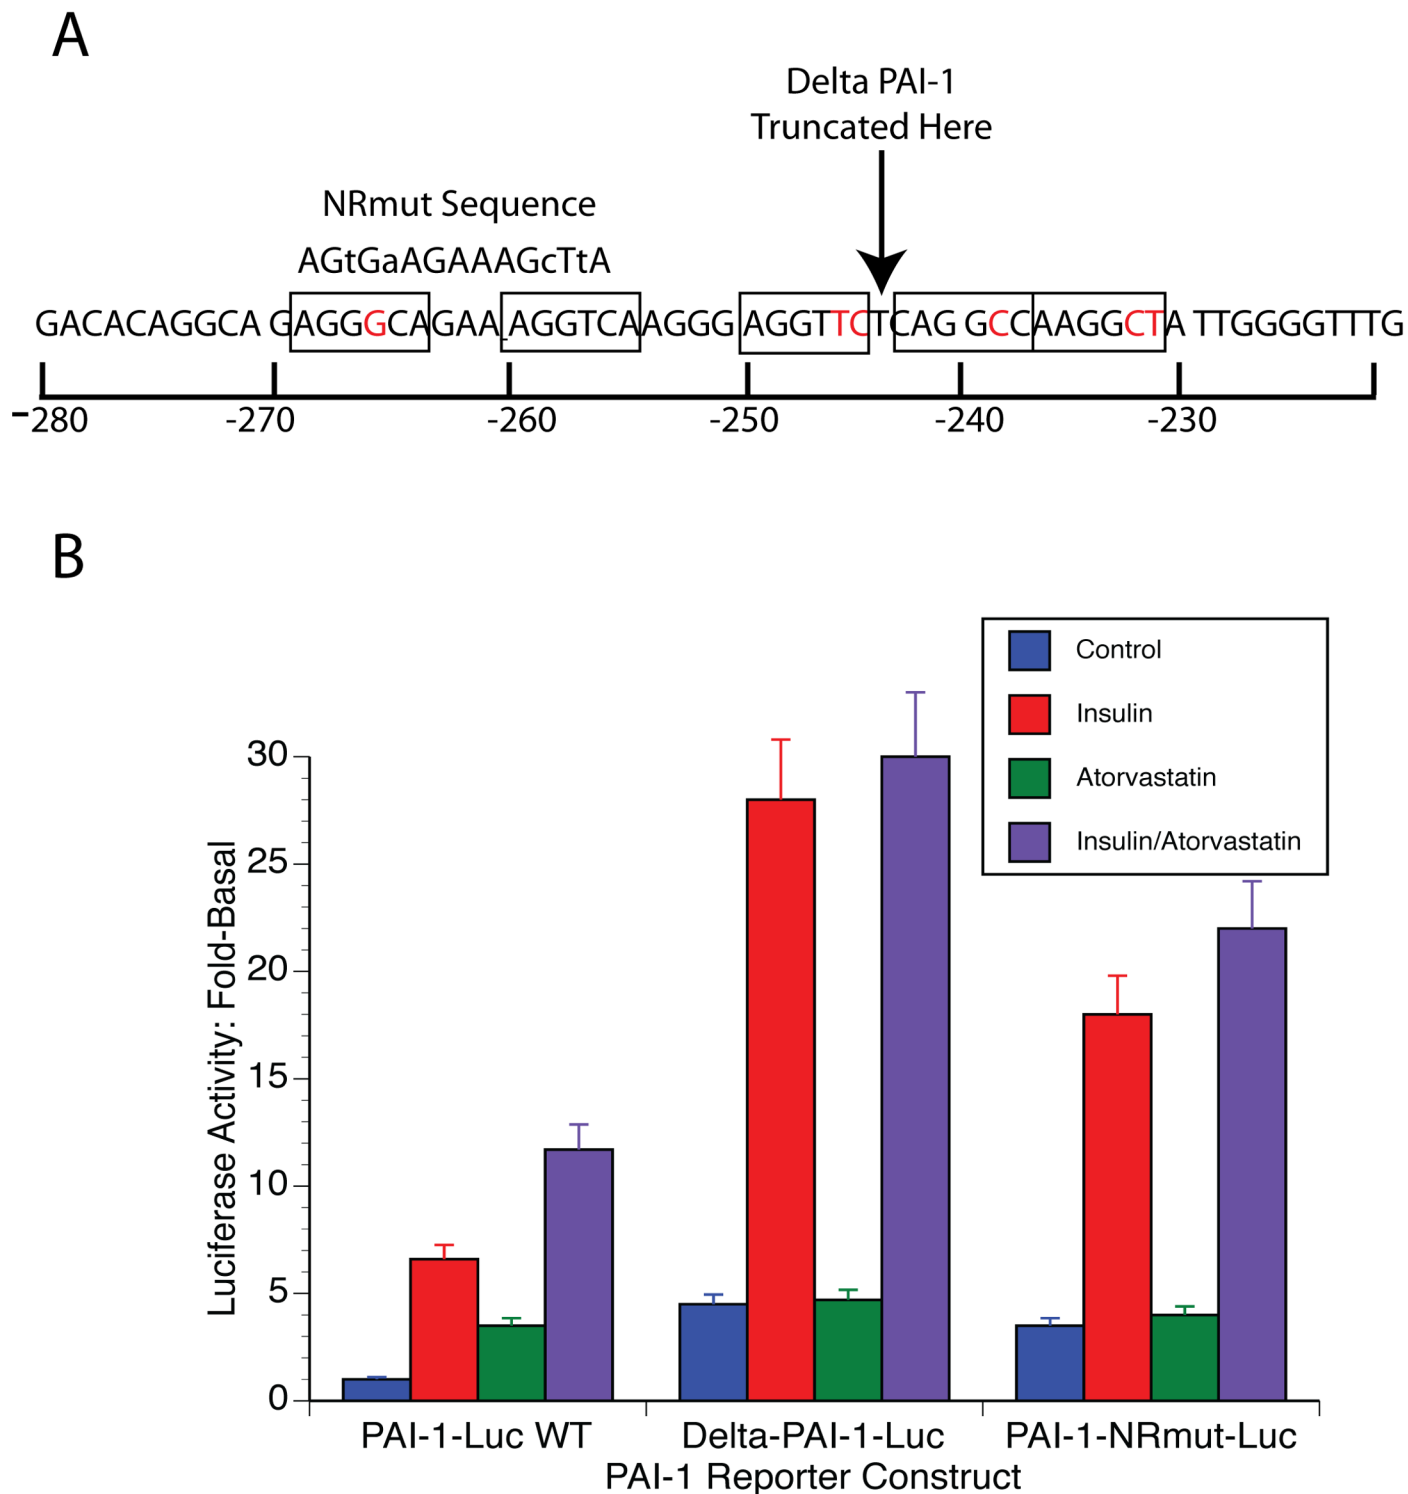 A
Delta PAI-1
Truncated Here
NRmut Sequence
AGtGaAGAAAGcTtA
GACACAGGCA GAGGGCAGAA AGGTCAAGGG AGGTTCTCAG GCCAAGGCTA TTGGGGTTTG
-280 -270 -260 -250 -240 -230
B
Control
Insulin
Atorvastatin
Insulin/Atorvastatin
30
25
20
15
10
5
0
Luciferase Activity: Fold-Basal
PAI-1-Luc WT Delta-PAI-1-Luc PAI-1-NRmut-Luc
PAI-1 Reporter Construct